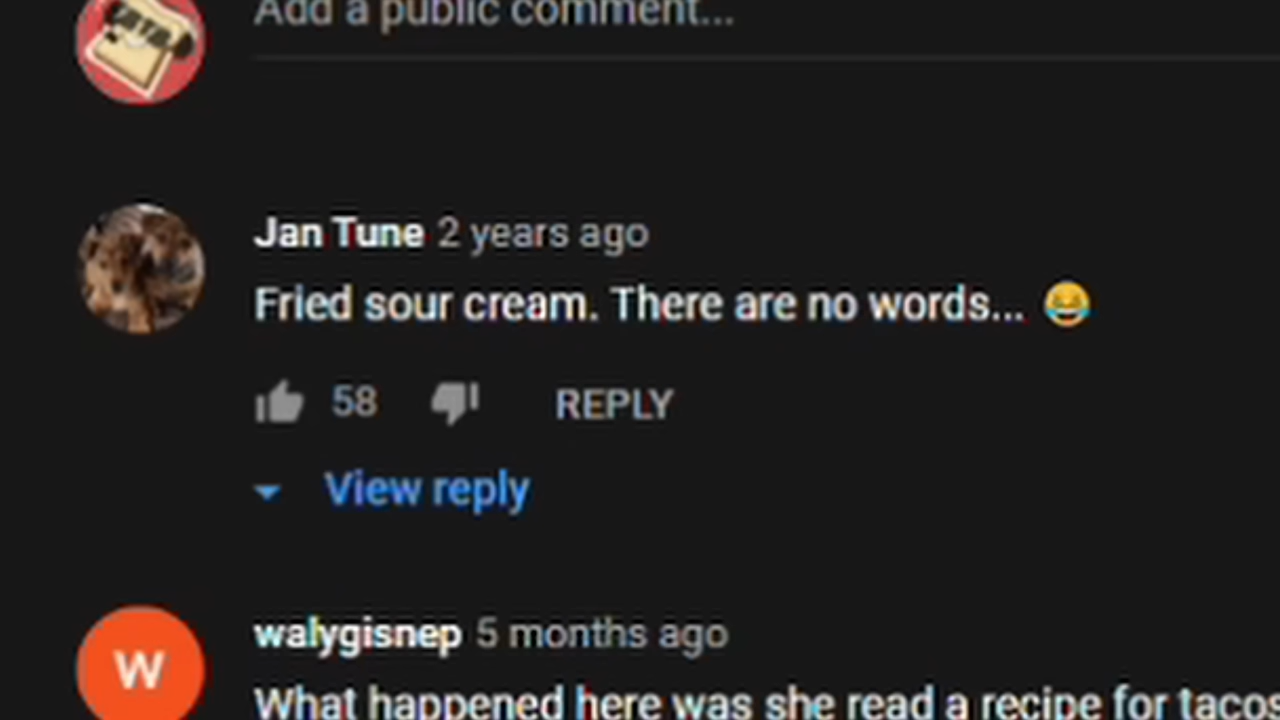 Add a public comment...
Jan Tune 2 years ago
Fried sour cream. There are no words... 😂
58 REPLY
View reply
W
walygisnep 5 months ago
What happened here was she read a recipe for tacos